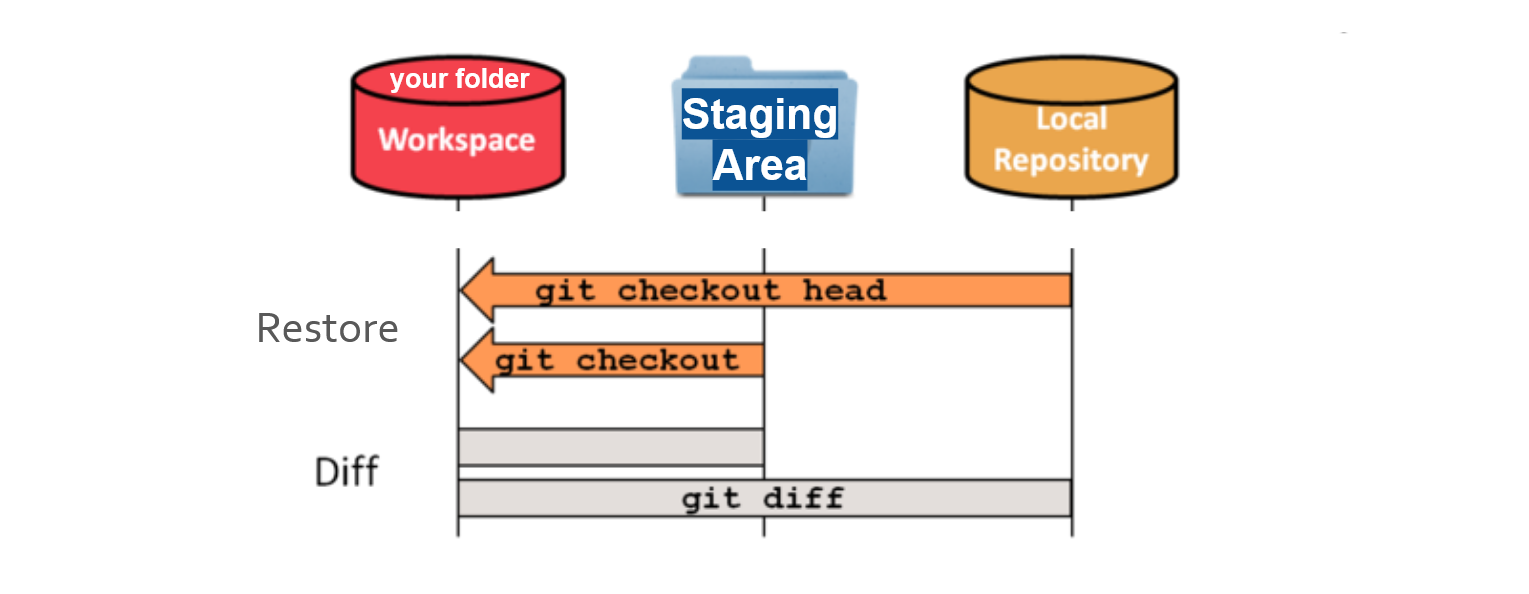 your folder
Workspace
Staging
Area
Local
Repository
Restore
git checkout head
git checkout
Diff
git diff